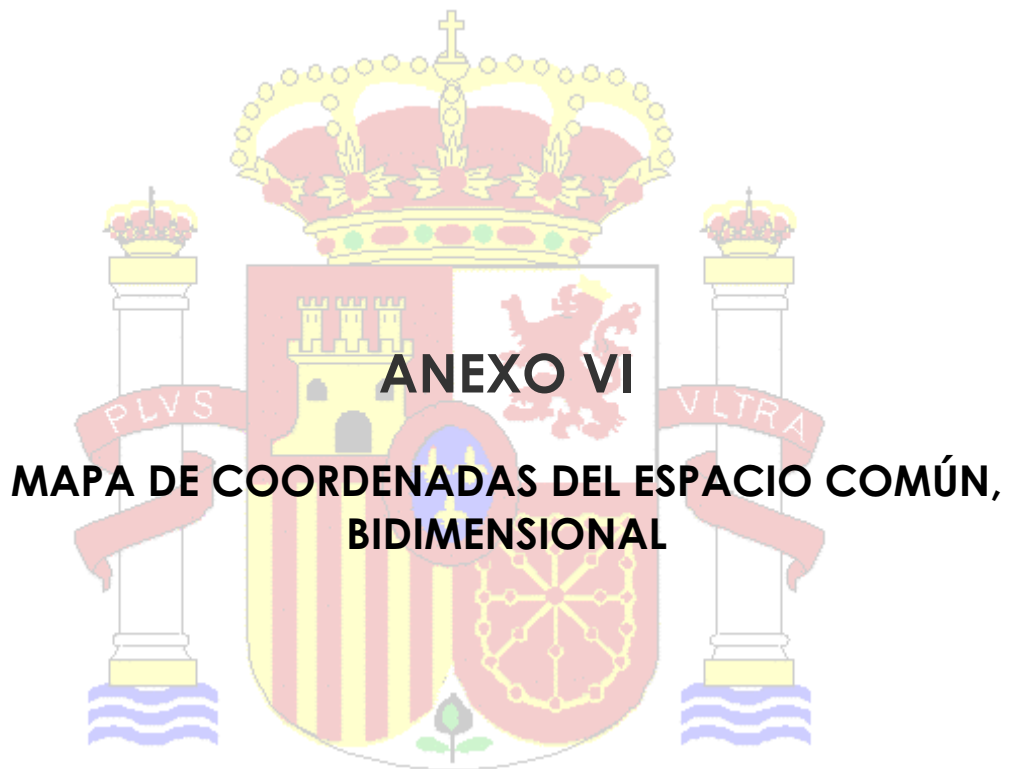 ANEXO VI
PLVS VLTRA
MAPA DE COORDENADAS DEL ESPACIO COMÚN,
BIDIMENSIONAL